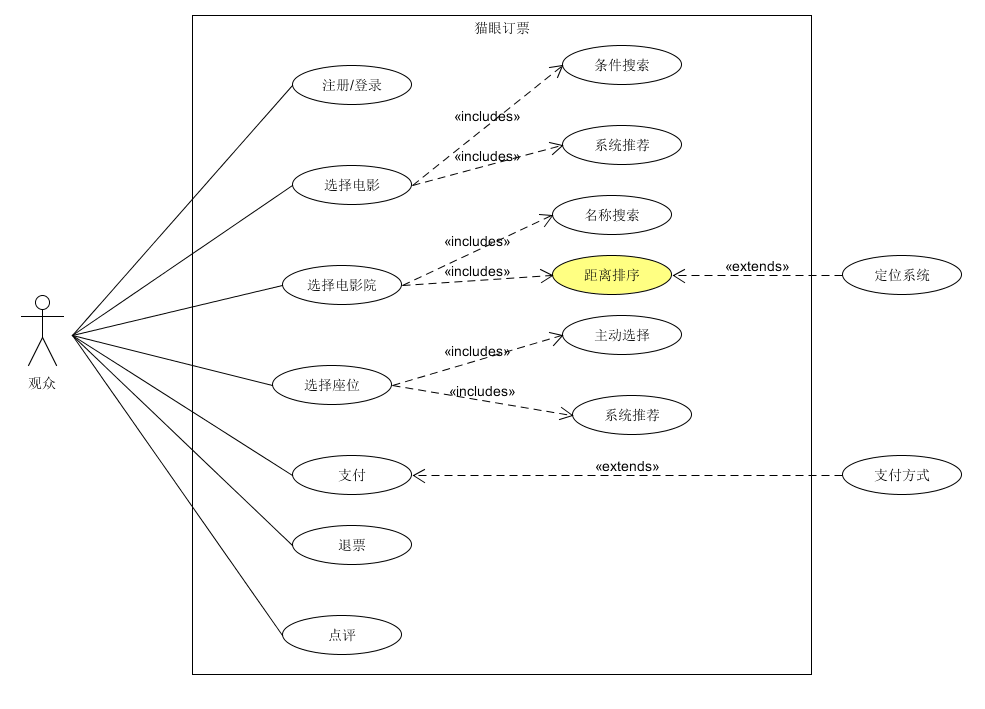 猫眼订票
条件搜索
注册/登录
«includes»
系统推荐
«includes»
选择电影
名称搜索
«includes»
«extends»
«includes»
距离排序
定位系统
选择电影院
主动选择
«includes»
观众
选择座位
«includes»
系统推荐
«extends»
支付
支付方式
退票
点评